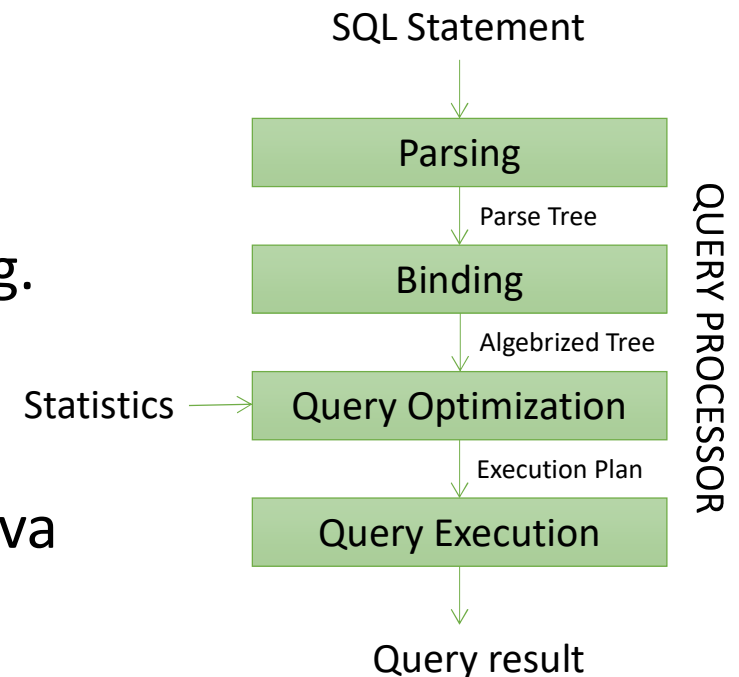 SQL Statement
Parsing
Parse Tree
g.
Binding
Algebrized Tree
Statistics
Query Optimization
Execution Plan
va
Query Execution
Query result
QUERY PROCESSOR